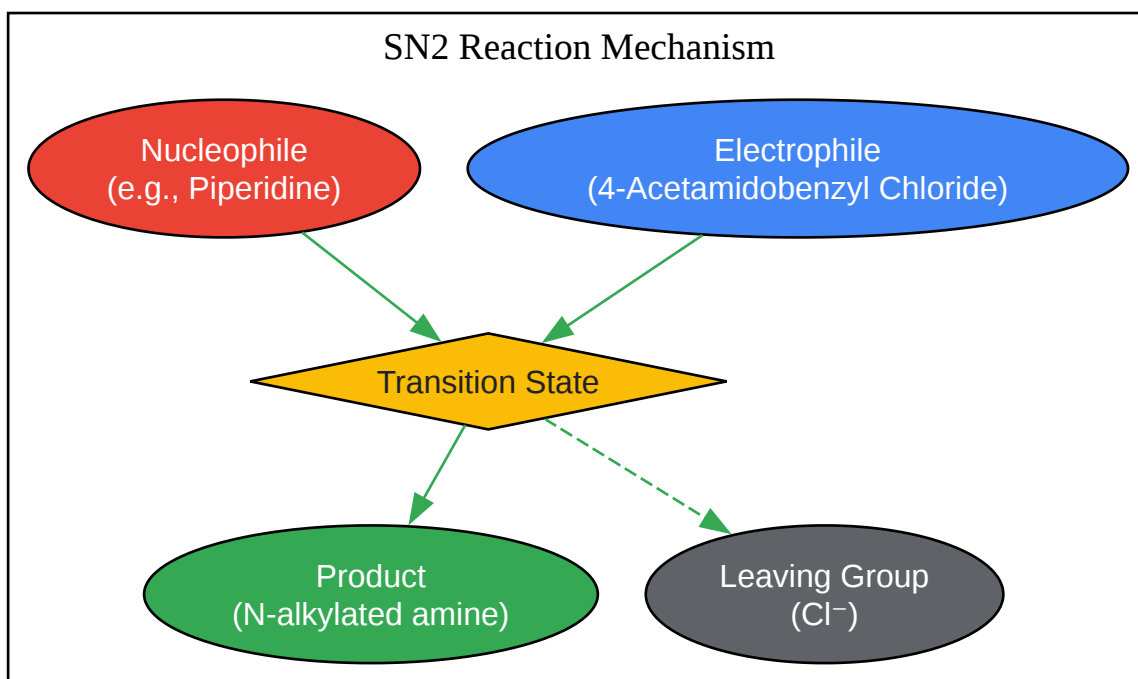 SN2 Reaction Mechanism
Nucleophile
(e.g., Piperidine)
Electrophile
(4-Acetamidobenzyl Chloride)
Transition State
Product
(N-alkylated amine)
Leaving Group
(Cl⁻)